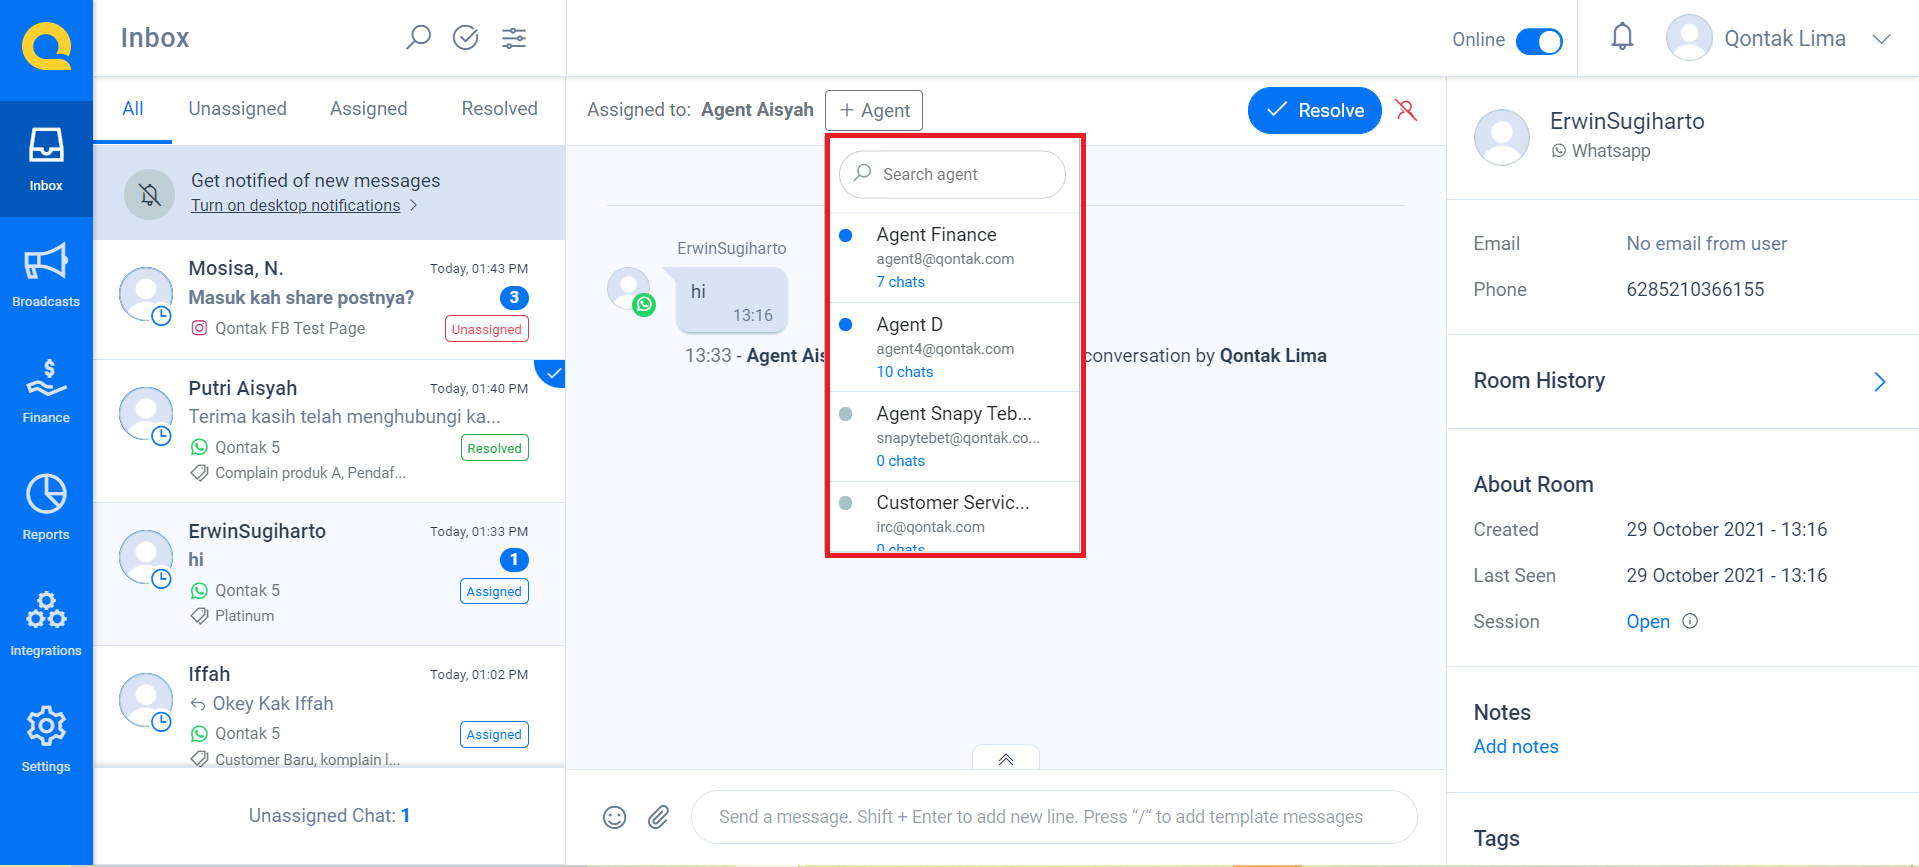 Inbox
Online
Qontak Lima
Inbox
Broadcasts
Finance
Reports
Integrations
Settings
All Unassigned Assigned Resolved
Get notified of new messages
Turn on desktop notifications >
Mosisa, N. Today, 01:43 PM
Masuk kah share postnya? 3
Qontak FB Test Page Unassigned
Putri Aisyah Today, 01:40 PM
Terima kasih telah menghubungi ka...
Qontak 5 Resolved
Complain produk A, Pendaf...
ErwinSugiharto Today, 01:33 PM
hi 1
Qontak 5 Assigned
Platinum
Iffah Today, 01:02 PM
Okey Kak Iffah
Qontak 5 Assigned
Customer Baru, komplain l...
Unassigned Chat: 1
Assigned to: Agent Aisyah + Agent
Resolve
Search agent
Agent Finance
agent8@qontak.com
7 chats
Agent D
agent4@qontak.com
10 chats
Agent Snapy Teb...
snapytebet@qontak.co...
0 chats
Customer Servic...
irc@qontak.com
0 chats
ErwinSugiharto
hi
13:16
13:33 - Agent Ais conversation by Qontak Lima
Send a message. Shift + Enter to add new line. Press “/“ to add template messages
ErwinSugiharto
Whatsapp
Email No email from user
Phone 6285210366155
Room History
About Room
Created 29 October 2021 - 13:16
Last Seen 29 October 2021 - 13:16
Session Open
Notes
Add notes
Tags